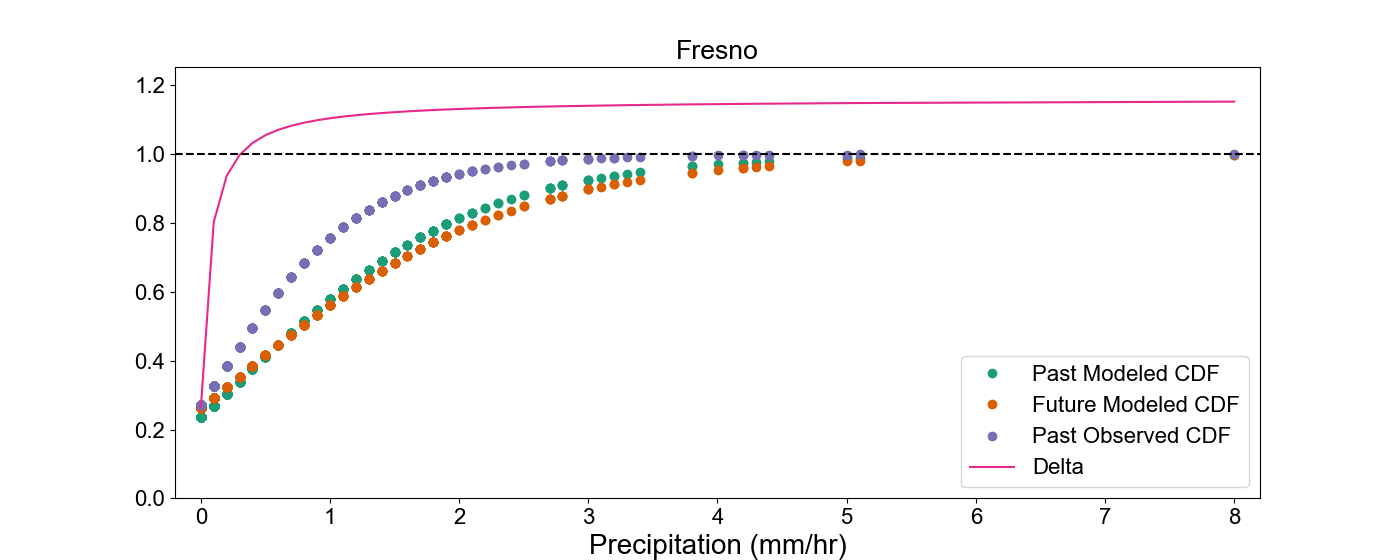 Fresno
1.2
1.0
0.8
0.6
0.4
0.2
0.0
Past Modeled CDF
Future Modeled CDF
Past Observed CDF
Delta
0 1 2 3 4 5 6 7 8
Precipitation (mm/hr)